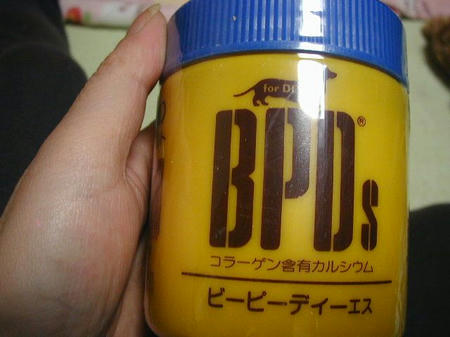 for D
BPDs®
コラーゲン含有カルシウム
ビーピーディーエス